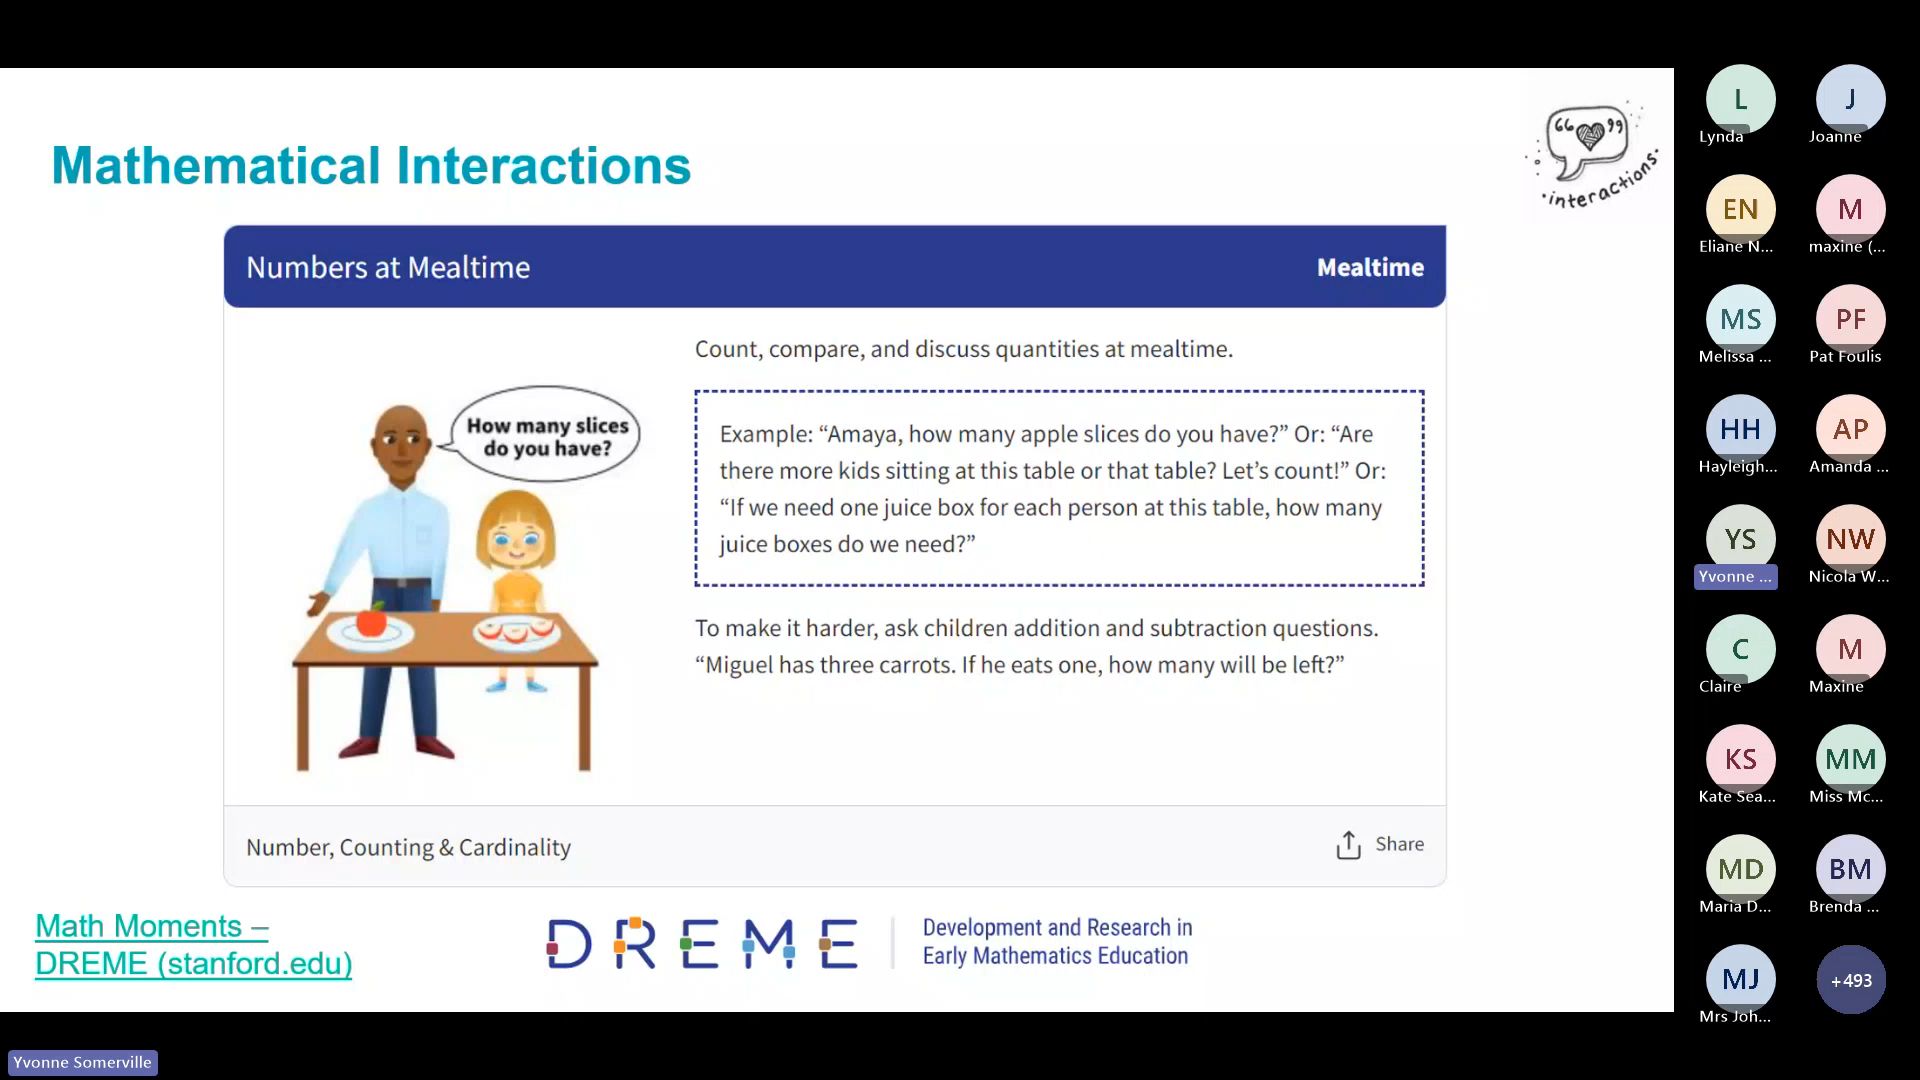 Mathematical Interactions
“ ”
·interactions·
Numbers at Mealtime
Mealtime
Count, compare, and discuss quantities at mealtime.
How many slices
do you have?
Example: “Amaya, how many apple slices do you have?” Or: “Are
there more kids sitting at this table or that table? Let’s count!” Or:
“If we need one juice box for each person at this table, how many
juice boxes do we need?”
To make it harder, ask children addition and subtraction questions.
“Miguel has three carrots. If he eats one, how many will be left?”
Number, Counting & Cardinality
Share
Math Moments –
DREME (stanford.edu)
DREME
Development and Research in
Early Mathematics Education
L
Lynda
J
Joanne
EN
Eliane N...
M
maxine (...
MS
Melissa ...
PF
Pat Foulis
HH
Hayleigh...
AP
Amanda ...
YS
Yvonne ...
NW
Nicola W...
C
Claire
M
Maxine
KS
Kate Sea...
MM
Miss Mc...
MD
Maria D...
BM
Brenda ...
MJ
Mrs Joh...
+493
Yvonne Somerville